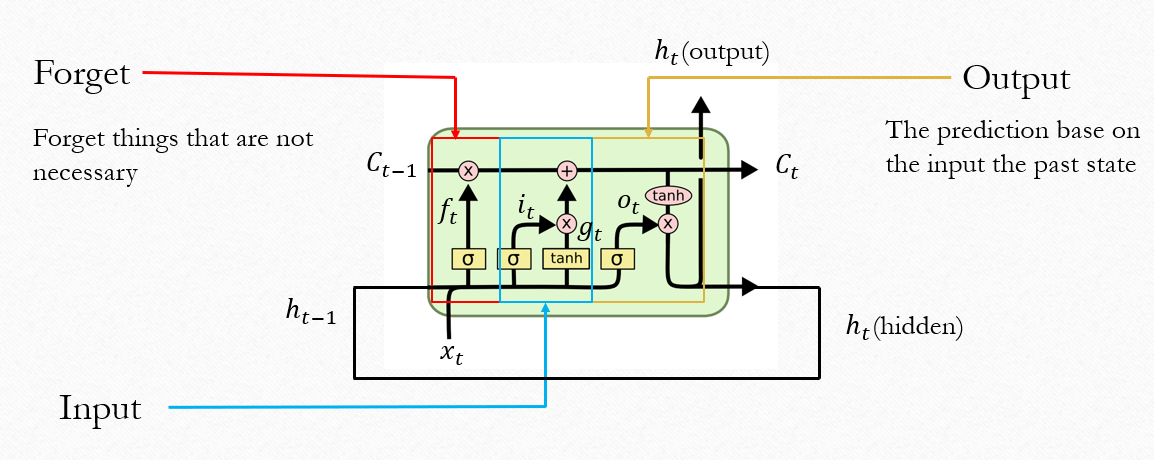 h_t(output)
Forget
Output
Forget things that are not
necessary
The prediction base on
the input the past state
C_{t-1}
x
+
C_t
tanh
f_t
i_t
x
g_t
o_t
x
σ
σ
tanh
σ
h_{t-1}
h_t(hidden)
x_t
Input